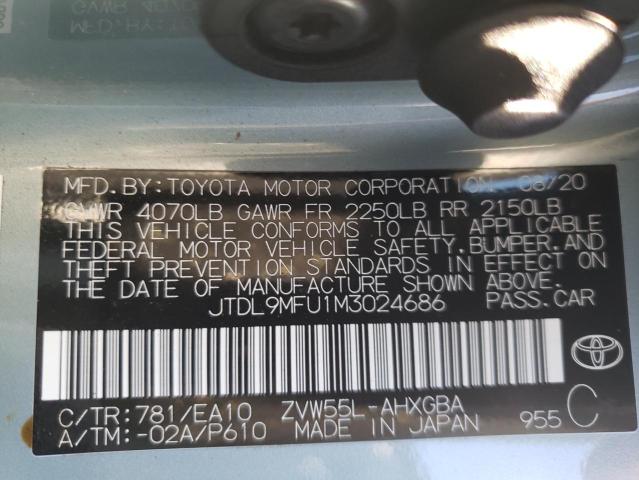 MFD. BY: TOYOTA MOTOR CORPORATION 08/20
GVWR 4070LB GAWR FR 2250LB RR 2150LB
THIS VEHICLE CONFORMS TO ALL APPLICABLE
FEDERAL MOTOR VEHICLE SAFETY, BUMPER, AND
THEFT PREVENTION STANDARDS IN EFFECT ON
THE DATE OF MANUFACTURE SHOWN ABOVE.
JTDL9MFU1M3024686 PASS. CAR
C/TR: 781/EA10 ZVW55L-AHXGBA
A/TM: -02A/P610 MADE IN JAPAN 955 C